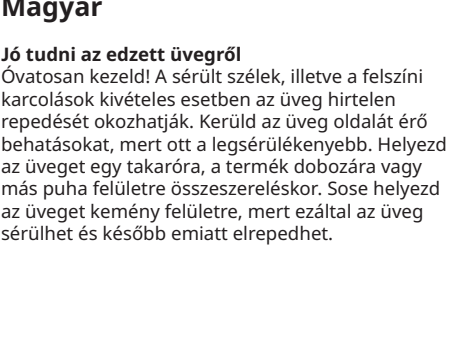 Magyar
Jó tudni az edzett üvegről
Óvatosan kezeld! A sérült szélek, illetve a felszíni
karcolások kivételes esetben az üveg hirtelen
repedését okozhatják. Kerüld az üveg oldalát érő
behatásokat, mert ott a legsérülékenyebb. Helyezd
az üveget egy takaróra, a termék dobozára vagy
más puha felületre összeszereléskor. Sose helyezd
az üveget kemény felületre, mert ezáltal az üveg
sérülhet és később emiatt elrepedhet.